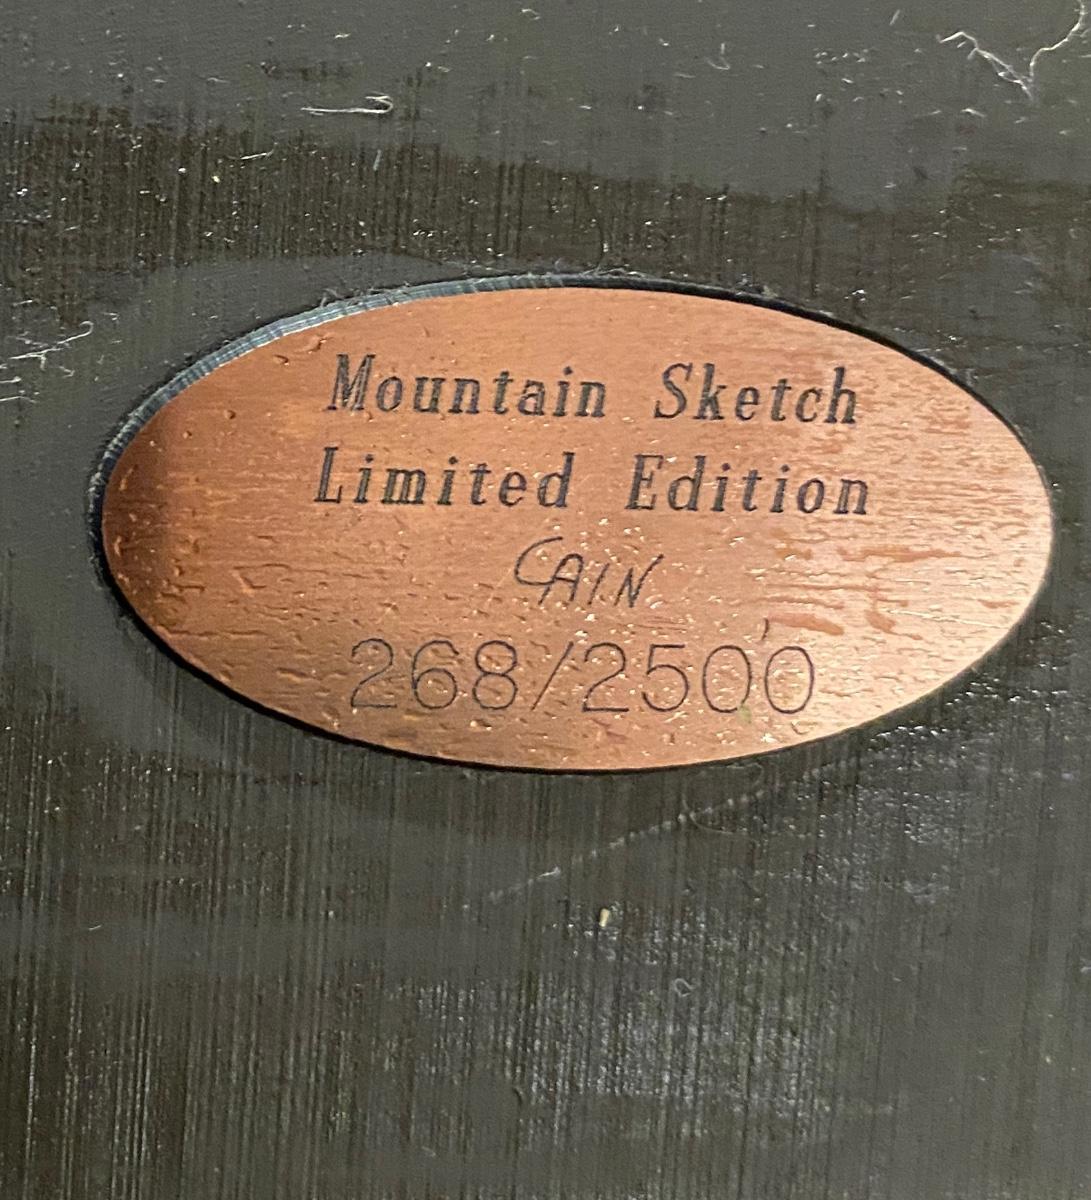 Mountain Sketch
Limited Edition
CAIN
268/2500